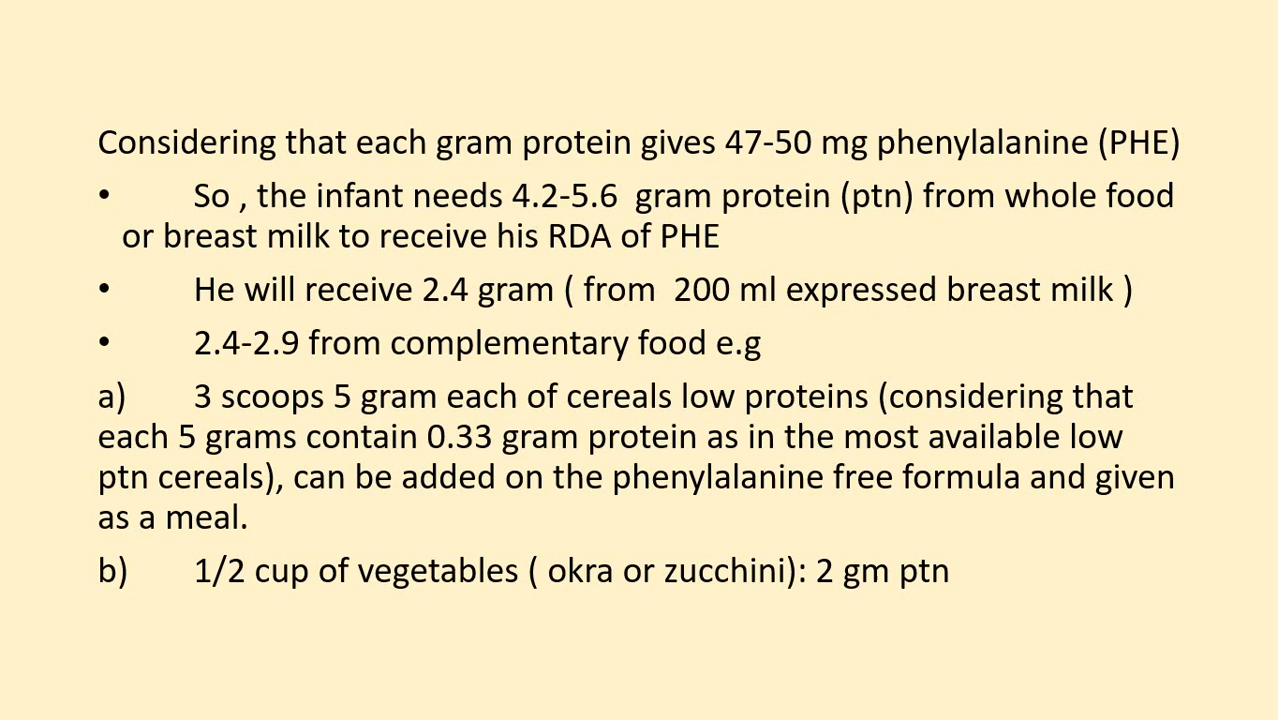 Considering that each gram protein gives 47-50 mg phenylalanine (PHE)
• So , the infant needs 4.2-5.6 gram protein (ptn) from whole food
or breast milk to receive his RDA of PHE
• He will receive 2.4 gram ( from 200 ml expressed breast milk )
• 2.4-2.9 from complementary food e.g
a) 3 scoops 5 gram each of cereals low proteins (considering that
each 5 grams contain 0.33 gram protein as in the most available low
ptn cereals), can be added on the phenylalanine free formula and given
as a meal.
b) 1/2 cup of vegetables ( okra or zucchini): 2 gm ptn